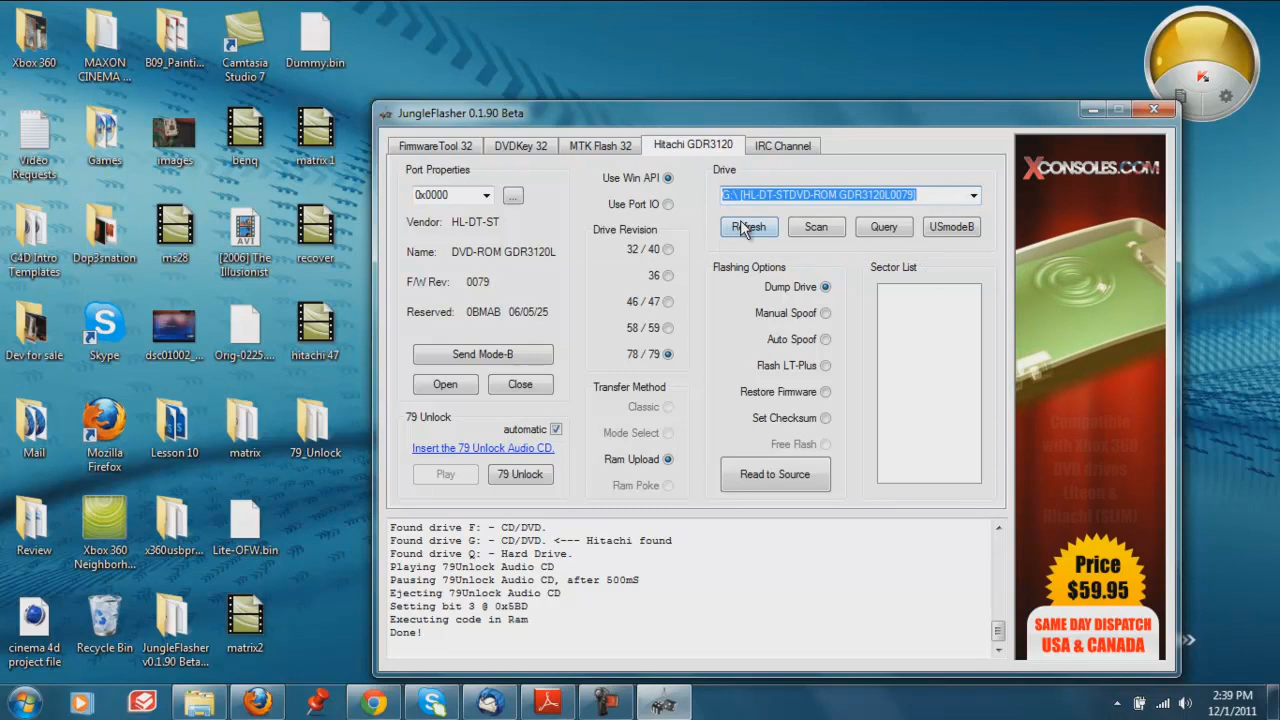 Xbox 360
MAXON
CINEMA ...
B09_Painti...
Camtasia
Studio 7
Dummy.bin
Video
Requests
Games
images
benq
matrix 1
C4D Intro
Templates
Dop3snation
ms28
[2006] The
Illusionist
recover
Dev for sale
Skype
dsc01002_...
Orig-0225....
hitachi 47
Mail
Mozilla
Firefox
Lesson 10
matrix
79_Unlock
Review
Xbox 360
Neighborh...
x360usbpr...
Lite-OFW.bin
cinema 4d
project file
Recycle Bin
JungleFlasher
v0.1.90 Beta...
matrix2
JungleFlasher 0.1.90 Beta
FirmwareTool 32
DVDKey 32
MTK Flash 32
Hitachi GDR3120
IRC Channel
Port Properties
0x0000
...
Vendor: HL-DT-ST
Name: DVD-ROM GDR3120L
F/W Rev: 0079
Reserved: 0BMAB 06/05/25
Send Mode-B
Open
Close
79 Unlock
automatic
Insert the 79 Unlock Audio CD.
Play
79 Unlock
Use Win API
Use Port IO
Drive Revision
32 / 40
36
46 / 47
58 / 59
78 / 79
Transfer Method
Classic
Mode Select
Ram Upload
Ram Poke
Drive
G:\ [HL-DT-STDVD-ROM GDR3120L0079]
Refresh
Scan
Query
USmodeB
Flashing Options
Dump Drive
Manual Spoof
Auto Spoof
Flash LT-Plus
Restore Firmware
Set Checksum
Free Flash
Read to Source
Sector List
Found drive F: - CD/DVD.
Found drive G: - CD/DVD. <--- Hitachi found
Found drive Q: - Hard Drive.
Playing 79Unlock Audio CD
Pausing 79Unlock Audio CD, after 500mS
Ejecting 79Unlock Audio CD
Setting bit 3 @ 0x5BD
Executing code in Ram
Done!
XCONSOLES.COM
Compatible
with Xbox 360
DVD drives
Liteon &
Hitachi (SLIM)
Price
$59.95
SAME DAY DISPATCH
USA & CANADA
2:39 PM
12/1/2011